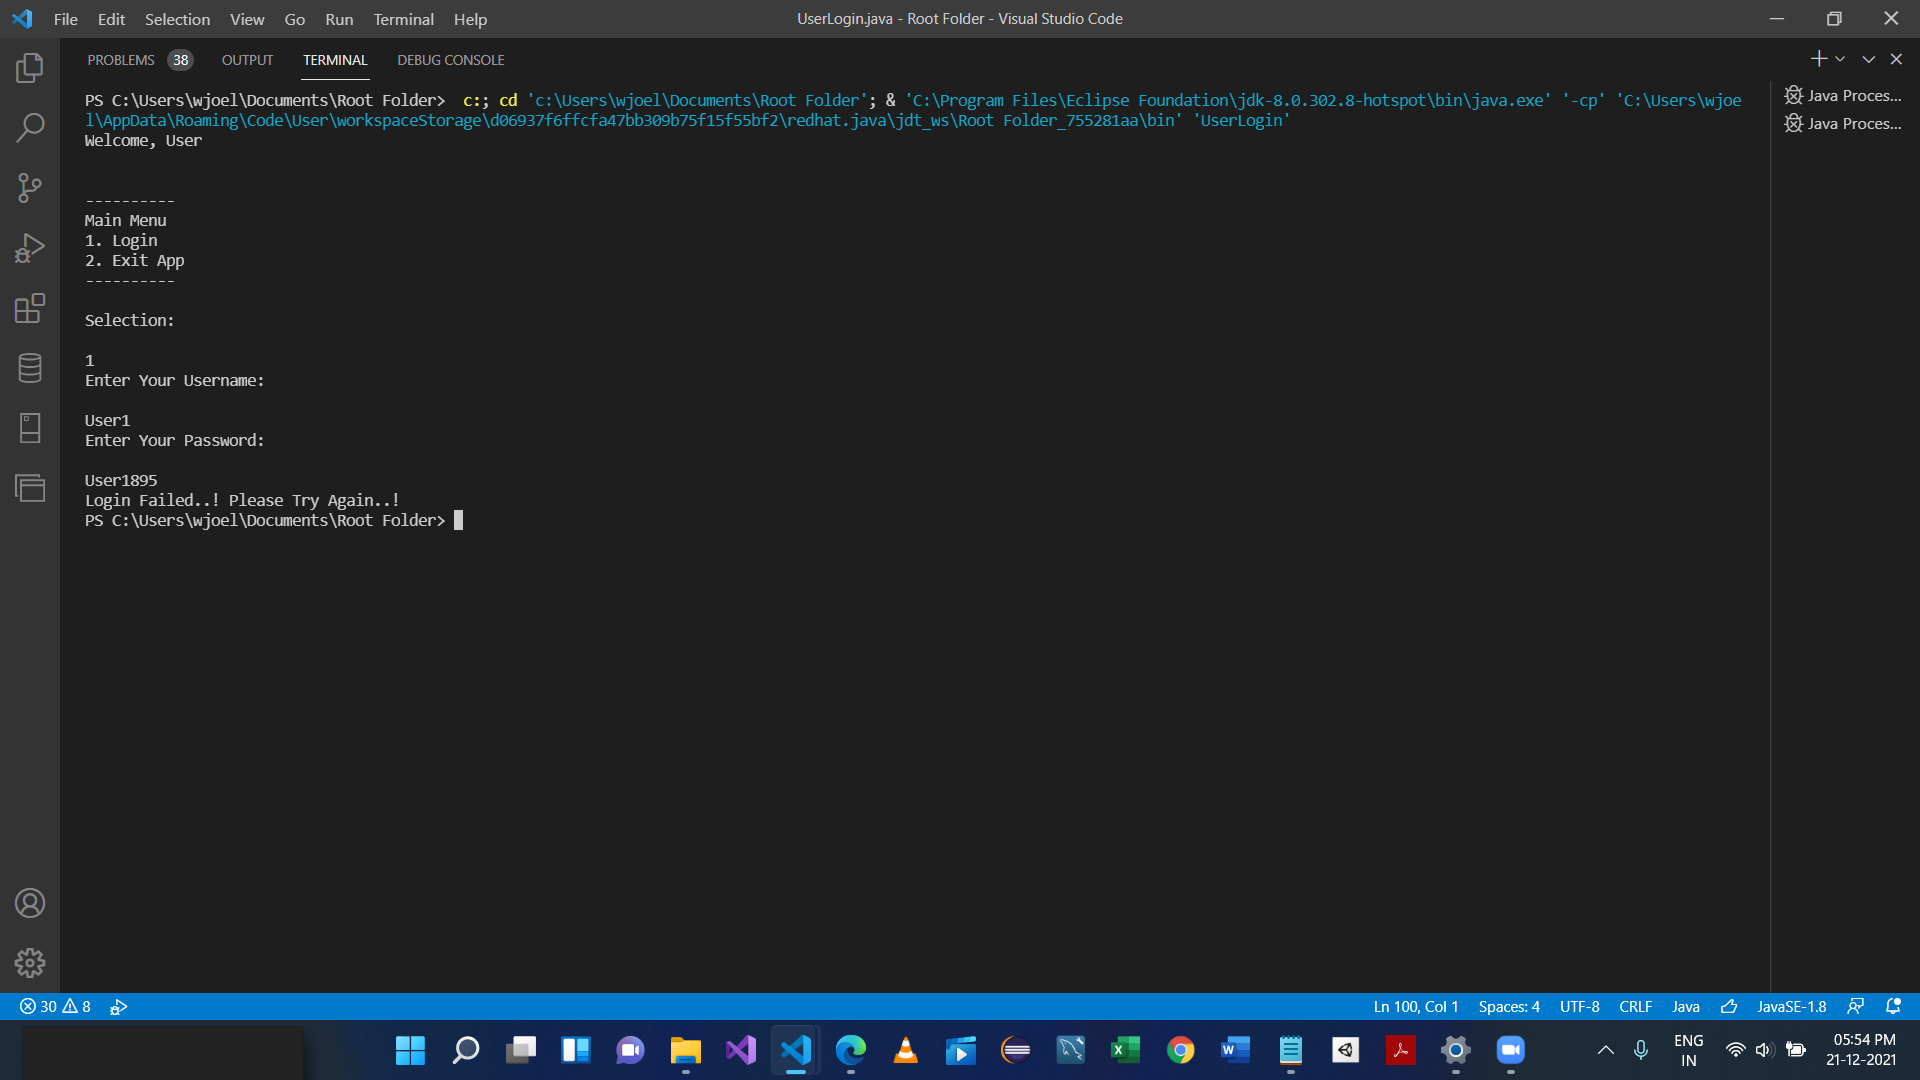 File Edit Selection View Go Run Terminal Help
UserLogin.java - Root Folder - Visual Studio Code
PROBLEMS 38 OUTPUT TERMINAL DEBUG CONSOLE
PS C:\Users\wjoel\Documents\Root Folder>  c:; cd 'c:\Users\wjoel\Documents\Root Folder'; & 'C:\Program Files\Eclipse Foundation\jdk-8.0.302.8-hotspot\bin\java.exe' '-cp' 'C:\Users\wjoe
l\AppData\Roaming\Code\User\workspaceStorage\d06937f6ffcfa47bb309b75f15f55bf2\redhat.java\jdt_ws\Root Folder_755281aa\bin' 'UserLogin'
Welcome, User
----------
Main Menu
1. Login
2. Exit App
----------
Selection:
1
Enter Your Username:
User1
Enter Your Password:
User1895
Login Failed..! Please Try Again..!
PS C:\Users\wjoel\Documents\Root Folder>
Java Proces...
Java Proces...
30 8
Ln 100, Col 1 Spaces: 4 UTF-8 CRLF Java JavaSE-1.8
ENG
IN
05:54 PM
21-12-2021